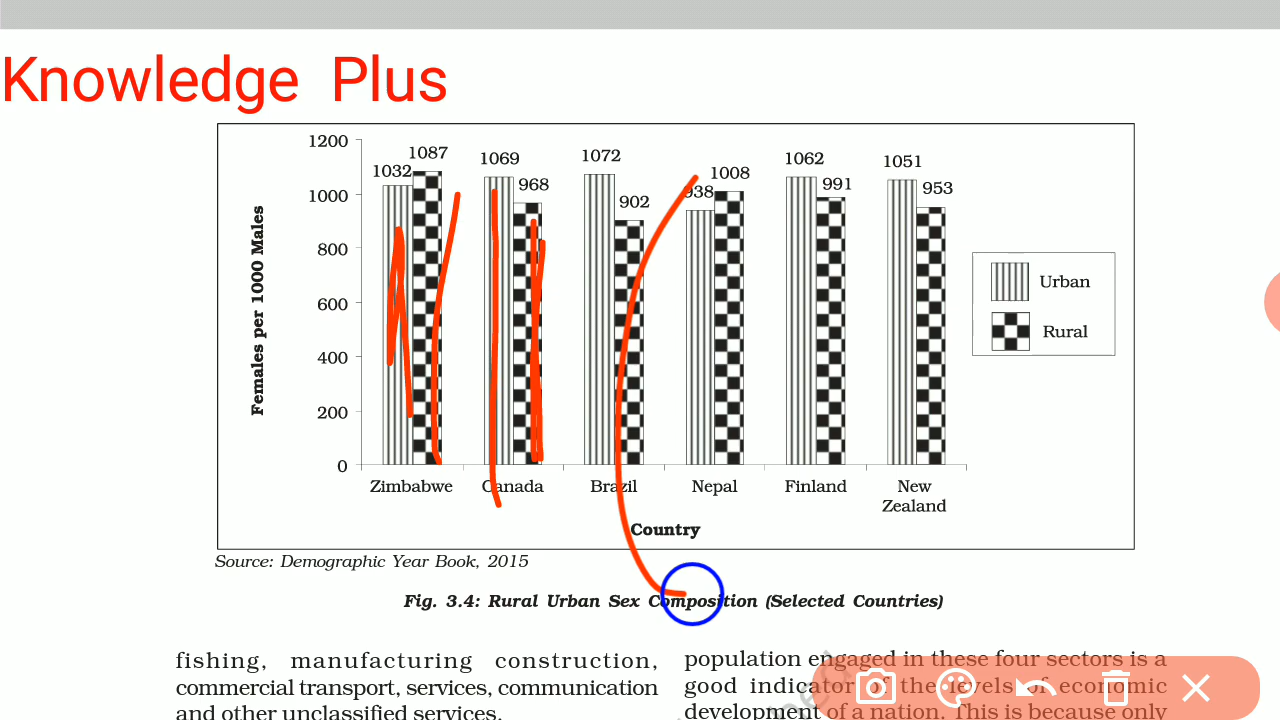 Knowledge Plus
1200
1000
800
600
400
200
0
Females per 1000 Males
1032
1087
1069
968
1072
902
938
1008
1062
991
1051
953
Urban
Rural
Zimbabwe
Canada
Brazil
Nepal
Finland
New
Zealand
Country
Source: Demographic Year Book, 2015
Fig. 3.4: Rural Urban Sex Composition (Selected Countries)
fishing, manufacturing construction,
commercial transport, services, communication
and other unclassified services.
population engaged in these four sectors is a
good indicator of the levels of economic
development of a nation. This is because only